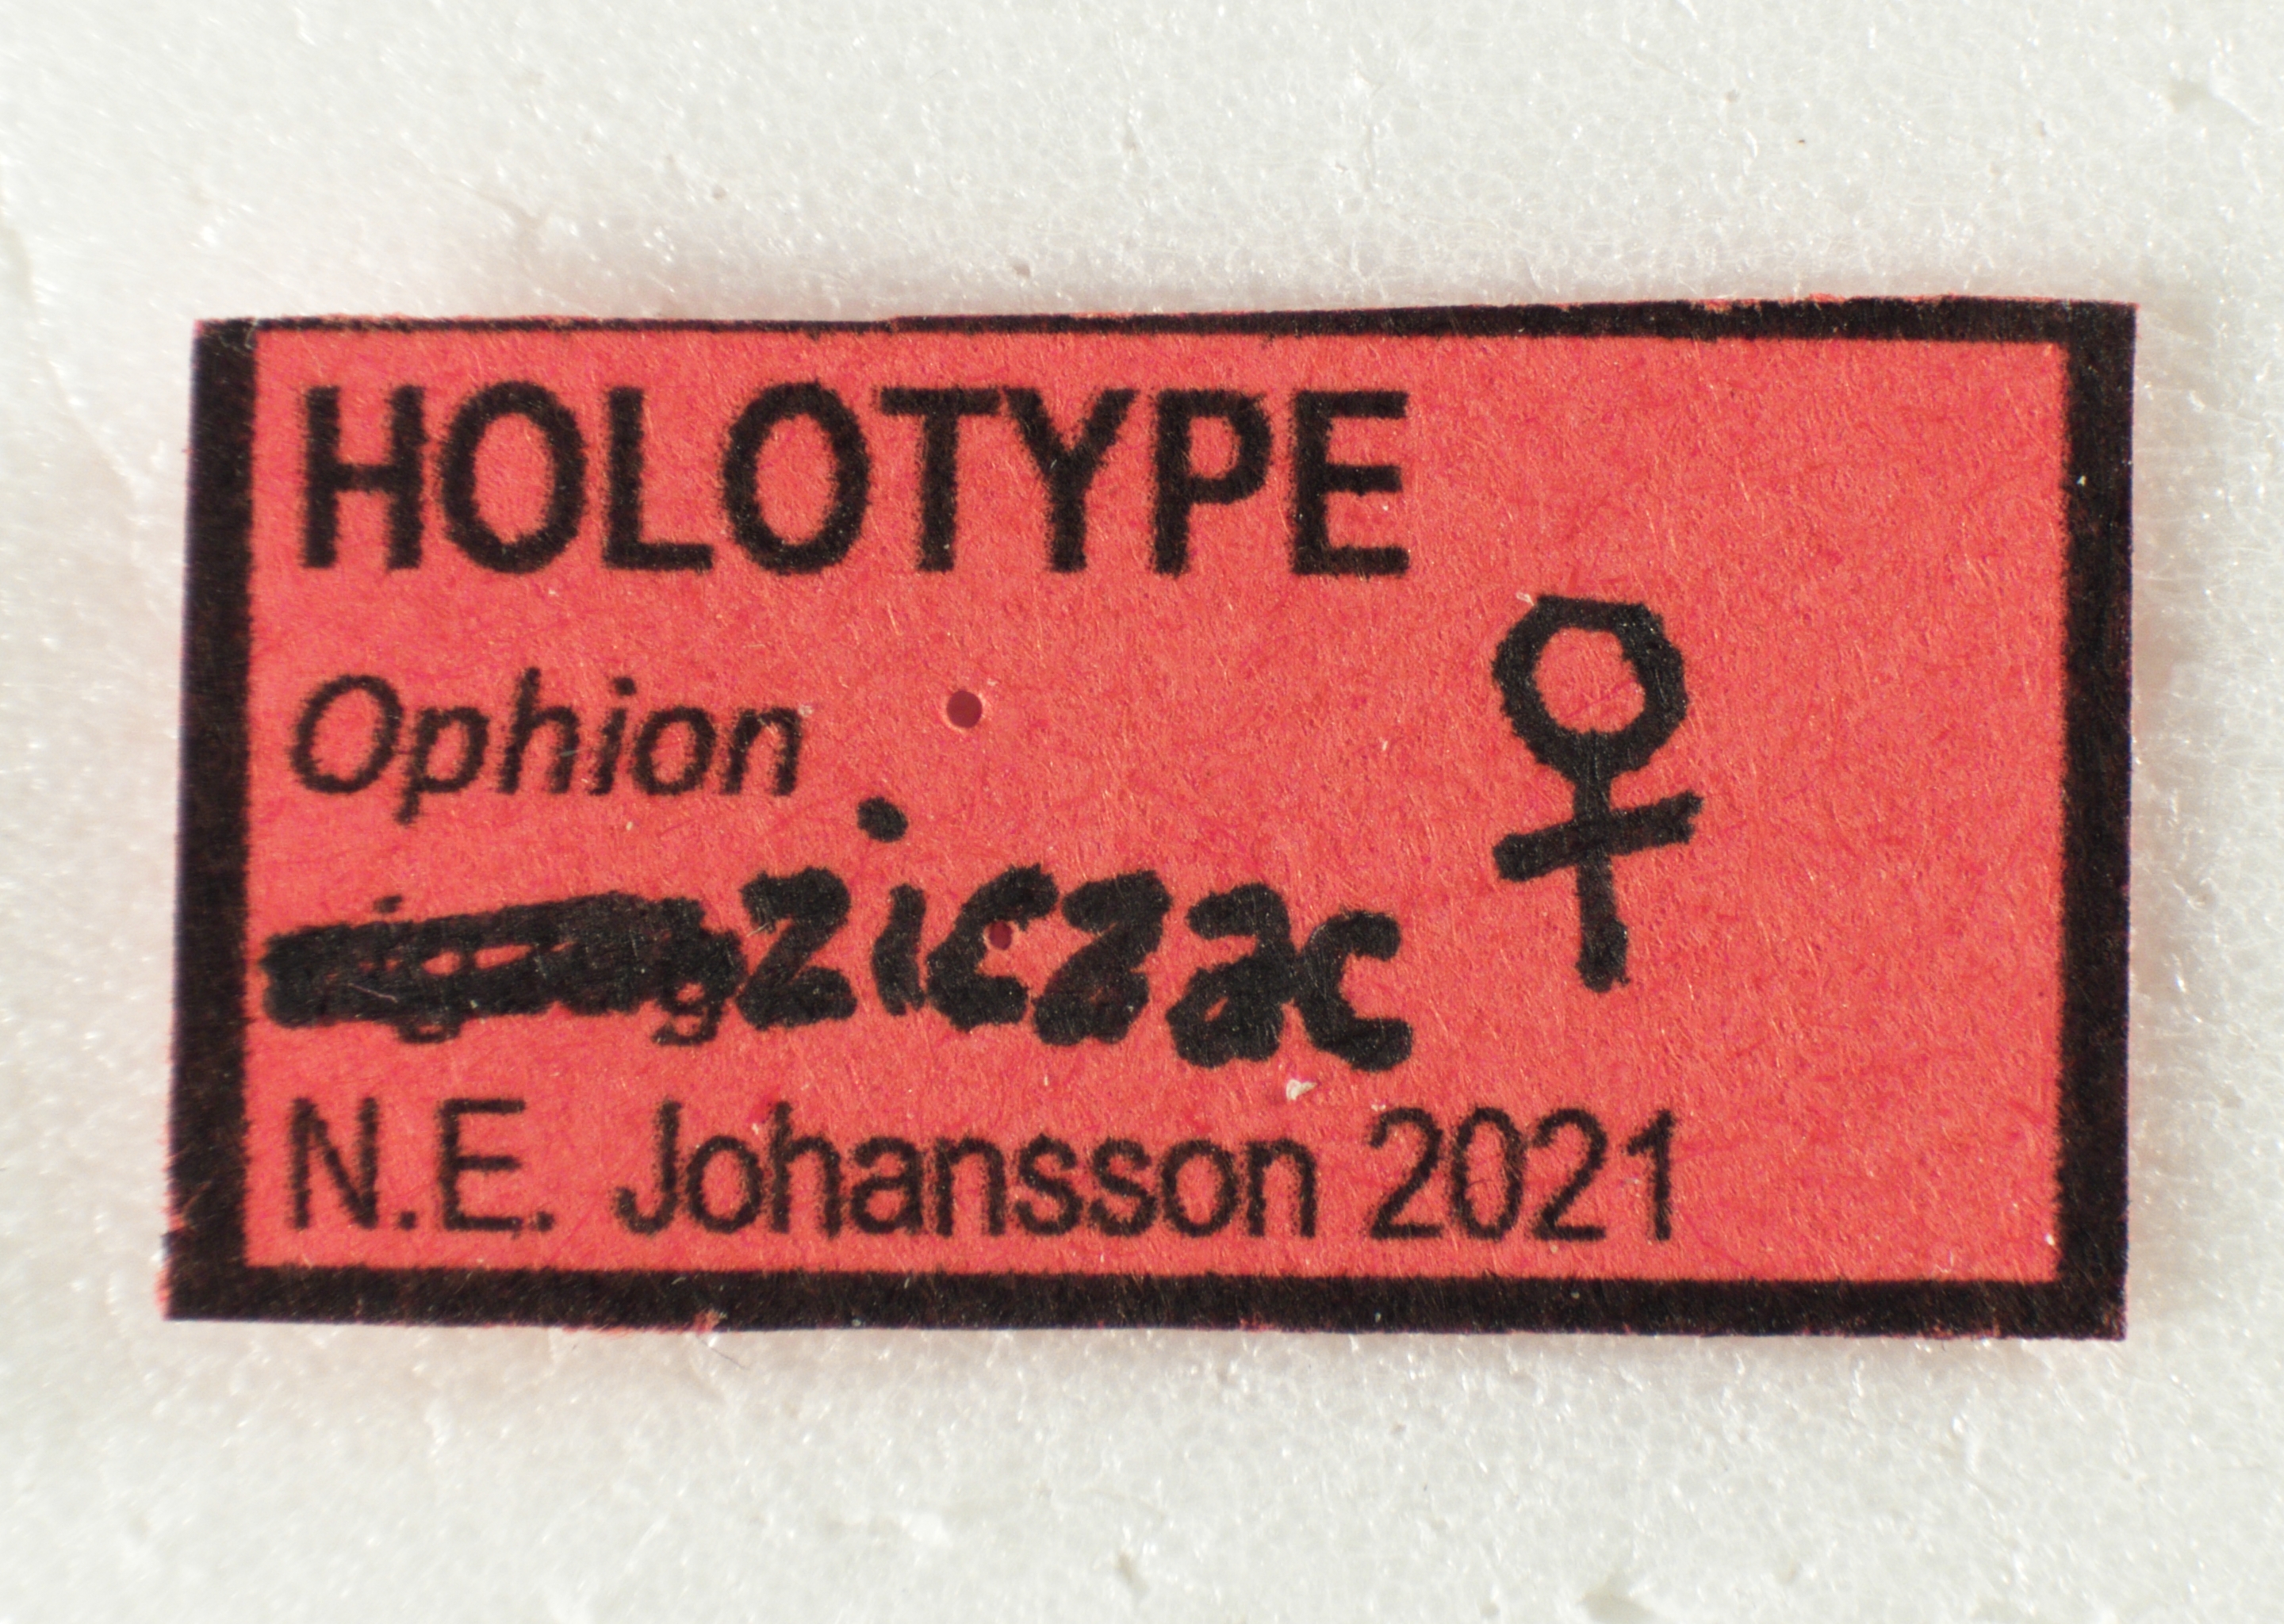 HOLOTYPE
Ophion ♀
ziczac
N.E. Johansson 2021